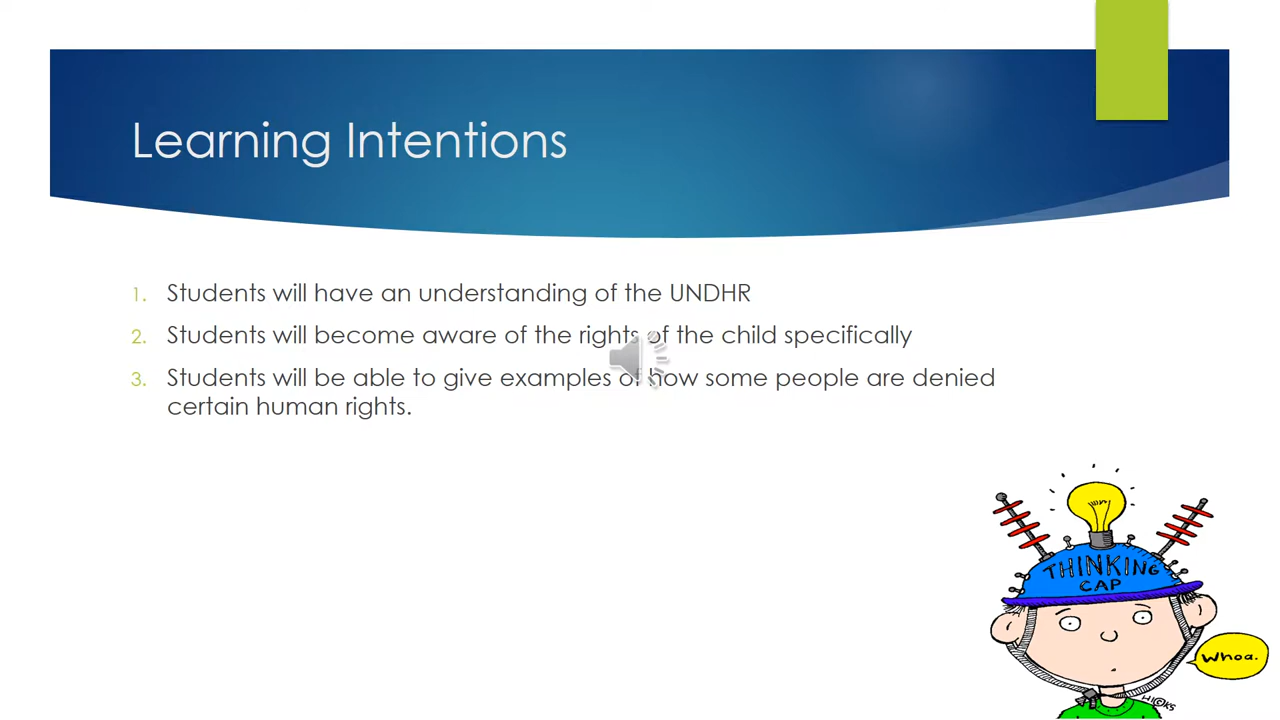 Learning Intentions
1. Students will have an understanding of the UNDHR
2. Students will become aware of the rights of the child specifically
3. Students will be able to give examples of how some people are denied
certain human rights.
THINKING
CAP
Whoa.
HICKS